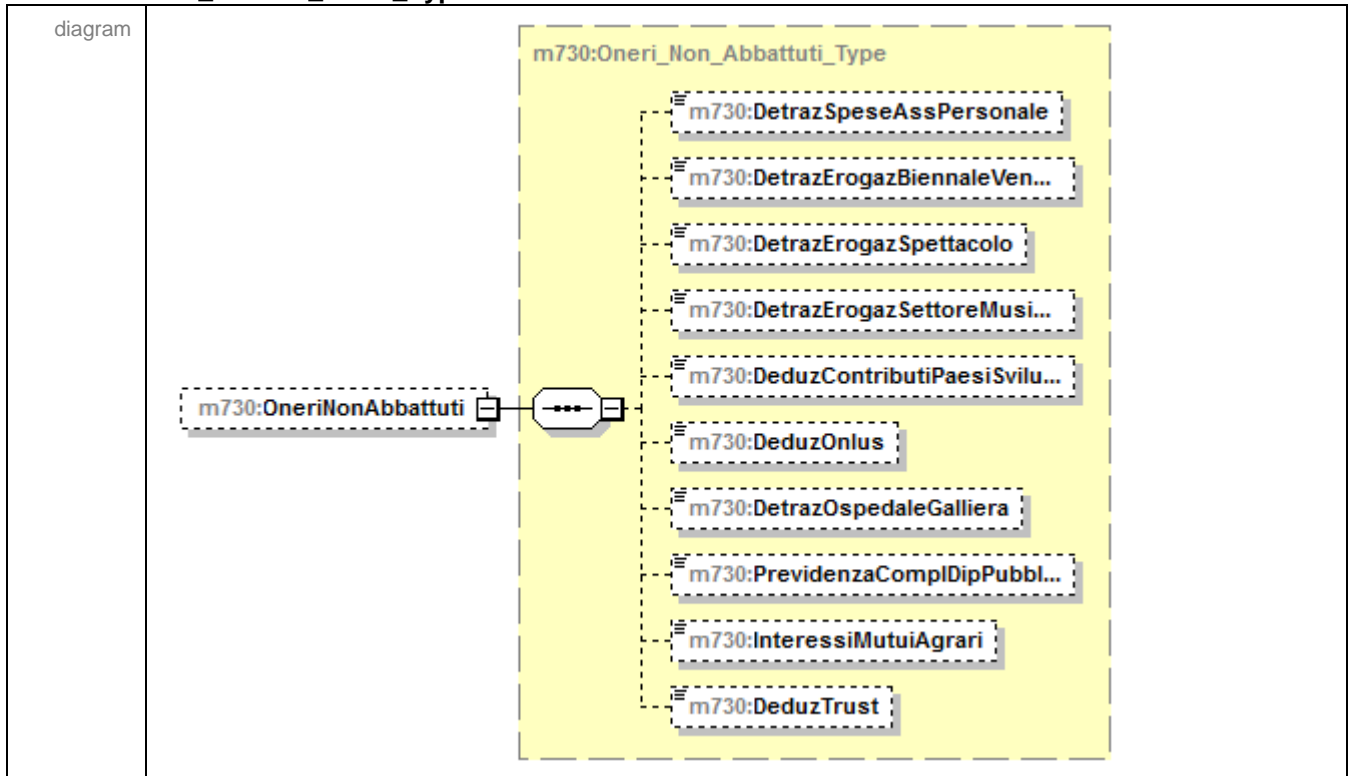 diagram
m730:Oneri_Non_Abbattuti_Type
m730:DetrazSpeseAssPersonale
m730:DetrazErogazBiennaleVen...
m730:DetrazErogazSpettacolo
m730:DetrazErogazSettoreMusi...
m730:DeduzContributiPaesiSvilu...
m730:OneriNonAbbattuti
m730:DeduzOnlus
m730:DetrazOspedaleGalliera
m730:PrevidenzaComplDipPubbl...
m730:InteressiMutuiAgrari
m730:DeduzTrust